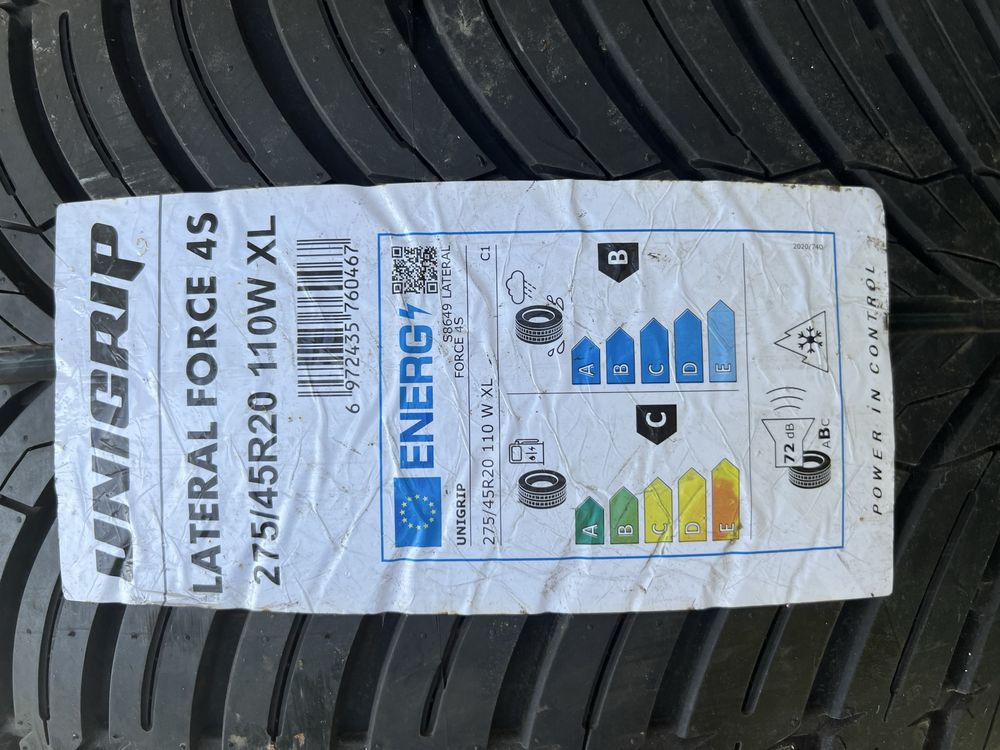 UNIGRIP
LATERAL FORCE 4S
275/45R20 110W XL
6 972435 760467
ENERG
UNIGRIP
S8649 LATERAL
FORCE 4S
275/45R20 110 W XL
C1
A
B
C
D
E
C
A
B
C
D
E
B
72 dB
ABC
2020/740
POWER IN CONTROL